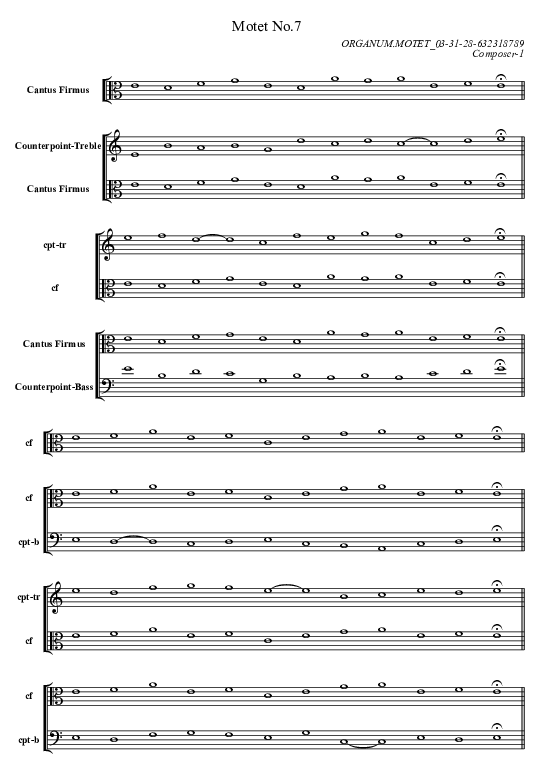 Motet No.7
ORGANUM.MOTET_03-31-28-632318789
Composer-1
Cantus Firmus
Counterpoint-Treble
Cantus Firmus
cpt-tr
cf
Cantus Firmus
Counterpoint-Bass
cf
cf
cpt-b
cpt-tr
cf
cf
cpt-b